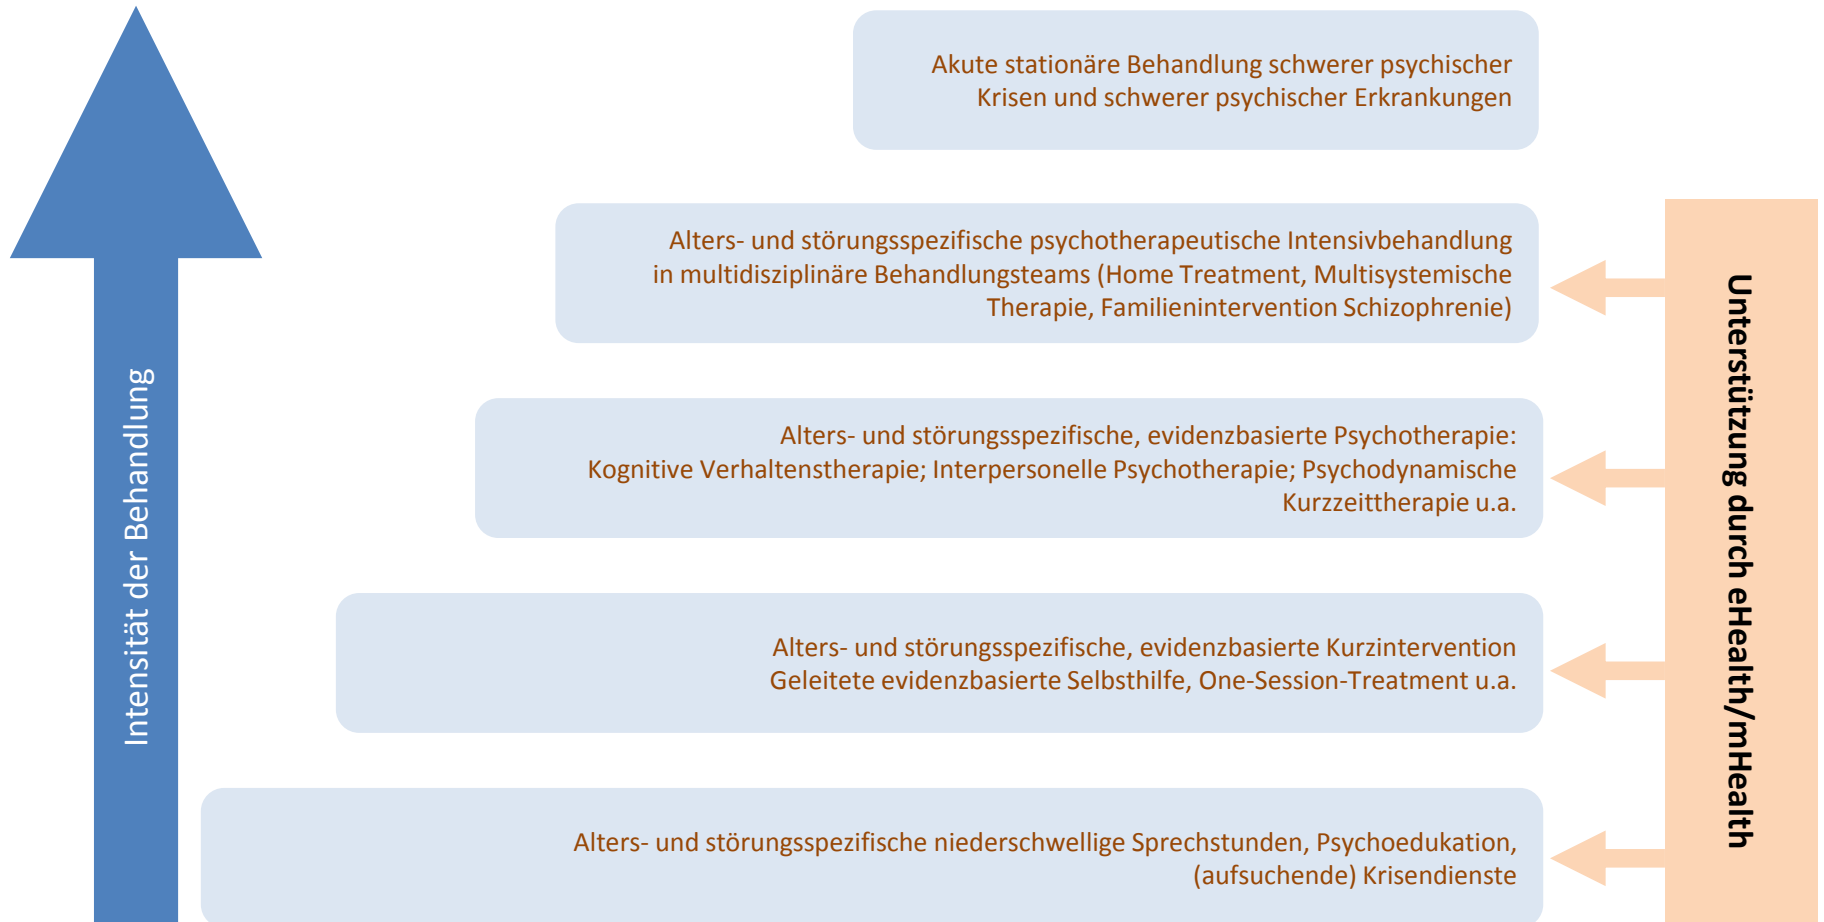 Akute stationäre Behandlung schwerer psychischer
Krisen und schwerer psychischer Erkrankungen
Alters- und störungsspezifische psychotherapeutische Intensivbehandlung
in multidisziplinäre Behandlungsteams (Home Treatment, Multisystemische
Therapie, Familienintervention Schizophrenie)
Alters- und störungsspezifische, evidenzbasierte Psychotherapie:
Kognitive Verhaltenstherapie; Interpersonelle Psychotherapie; Psychodynamische
Kurzzeittherapie u.a.
Alters- und störungsspezifische, evidenzbasierte Kurzintervention
Geleitete evidenzbasierte Selbsthilfe, One-Session-Treatment u.a.
Alters- und störungsspezifische niederschwellige Sprechstunden, Psychoedukation,
(aufsuchende) Krisendienste
Intensität der Behandlung
Unterstützung durch eHealth/mHealth